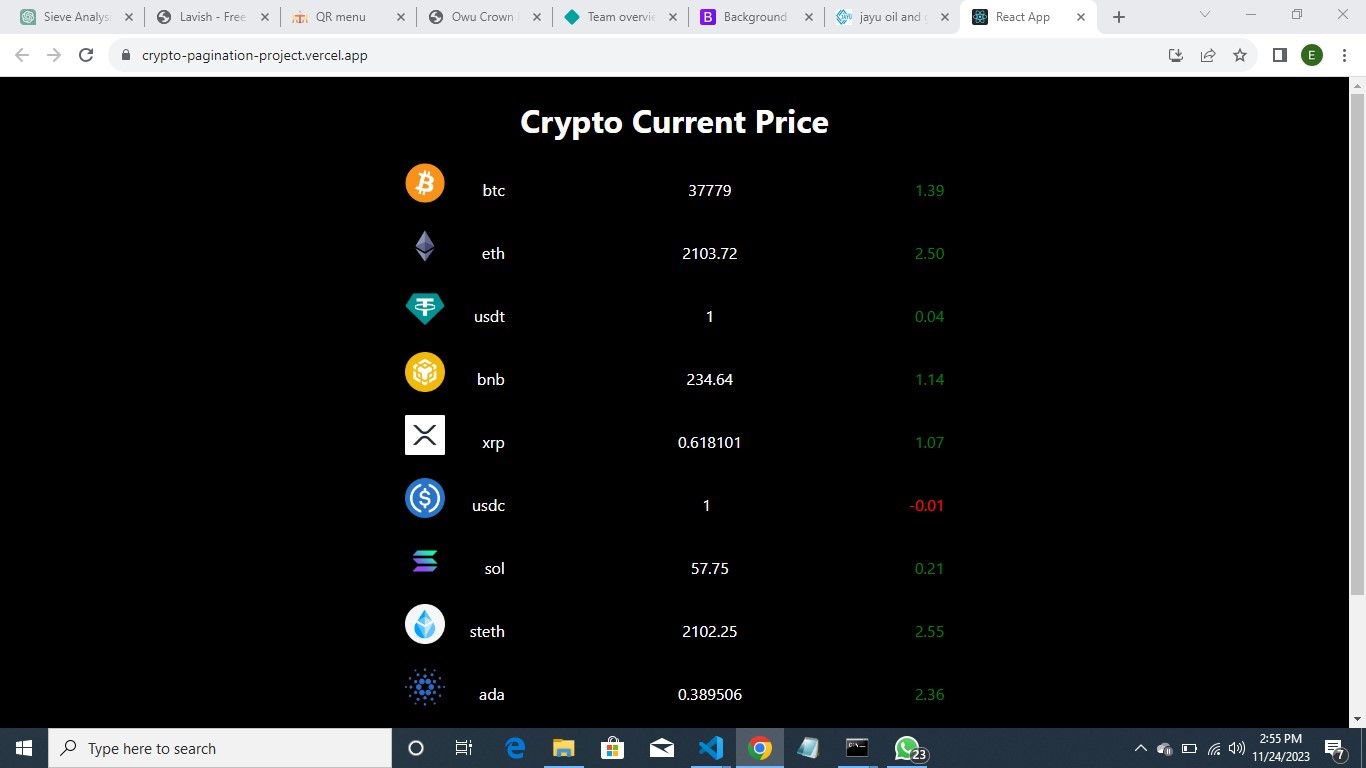 Sieve Analys
Lavish - Free
QR menu
Owu Crown
Team overvie
Background
jayu oil and g
React App
crypto-pagination-project.vercel.app
E
Crypto Current Price
btc 37779 1.39
eth 2103.72 2.50
usdt 1 0.04
bnb 234.64 1.14
xrp 0.618101 1.07
usdc 1 -0.01
sol 57.75 0.21
steth 2102.25 2.55
ada 0.389506 2.36
Type here to search
23
2:55 PM
11/24/2023
7